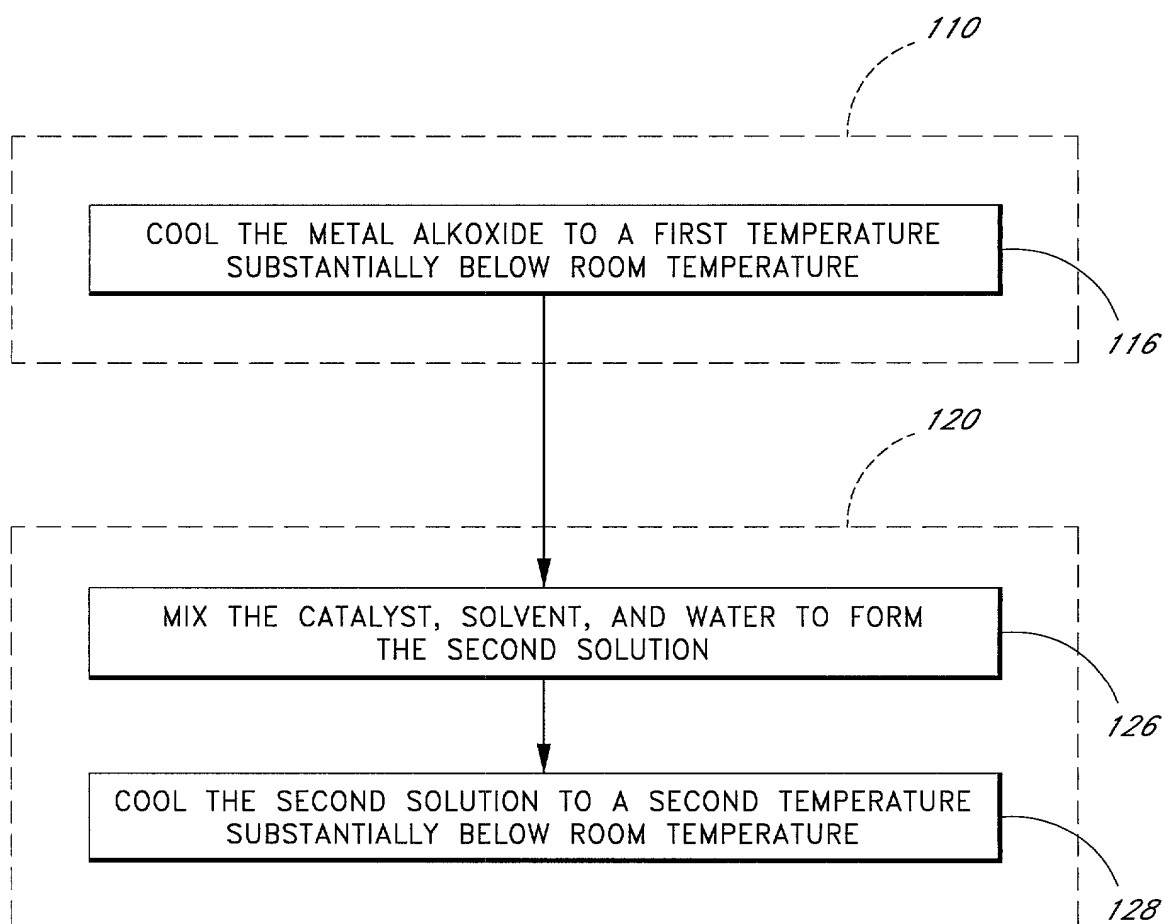 110
COOL THE METAL ALKOXIDE TO A FIRST TEMPERATURE
SUBSTANTIALLY BELOW ROOM TEMPERATURE
116
120
MIX THE CATALYST, SOLVENT, AND WATER TO FORM
THE SECOND SOLUTION
126
COOL THE SECOND SOLUTION TO A SECOND TEMPERATURE
SUBSTANTIALLY BELOW ROOM TEMPERATURE
128